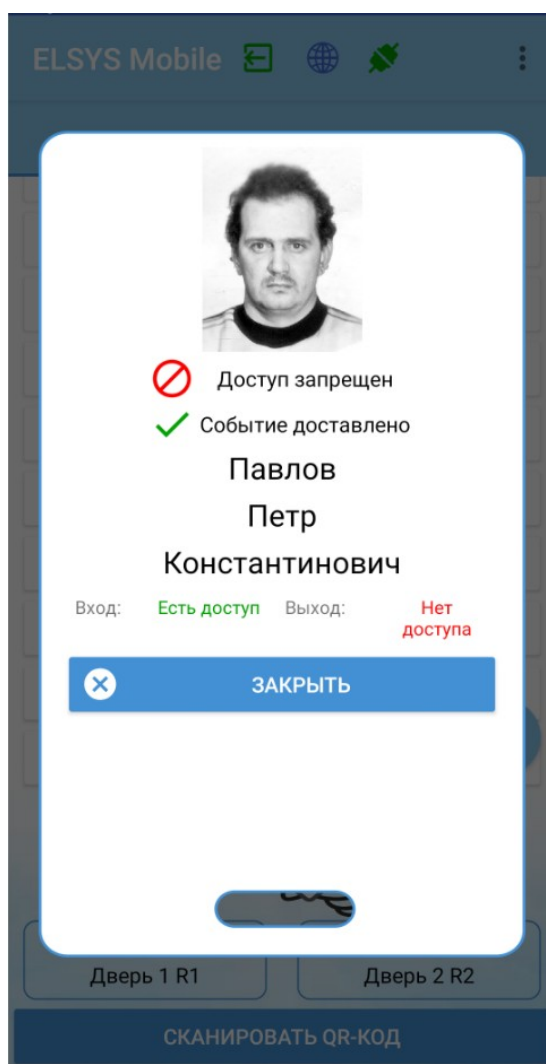 ELSYS Mobile
Доступ запрещен
Событие доставлено
Павлов
Петр
Константинович
Вход: Есть доступ Выход: Нет доступа
ЗАКРЫТЬ
Дверь 1 R1 Дверь 2 R2
СКАНИРОВАТЬ QR-КОД